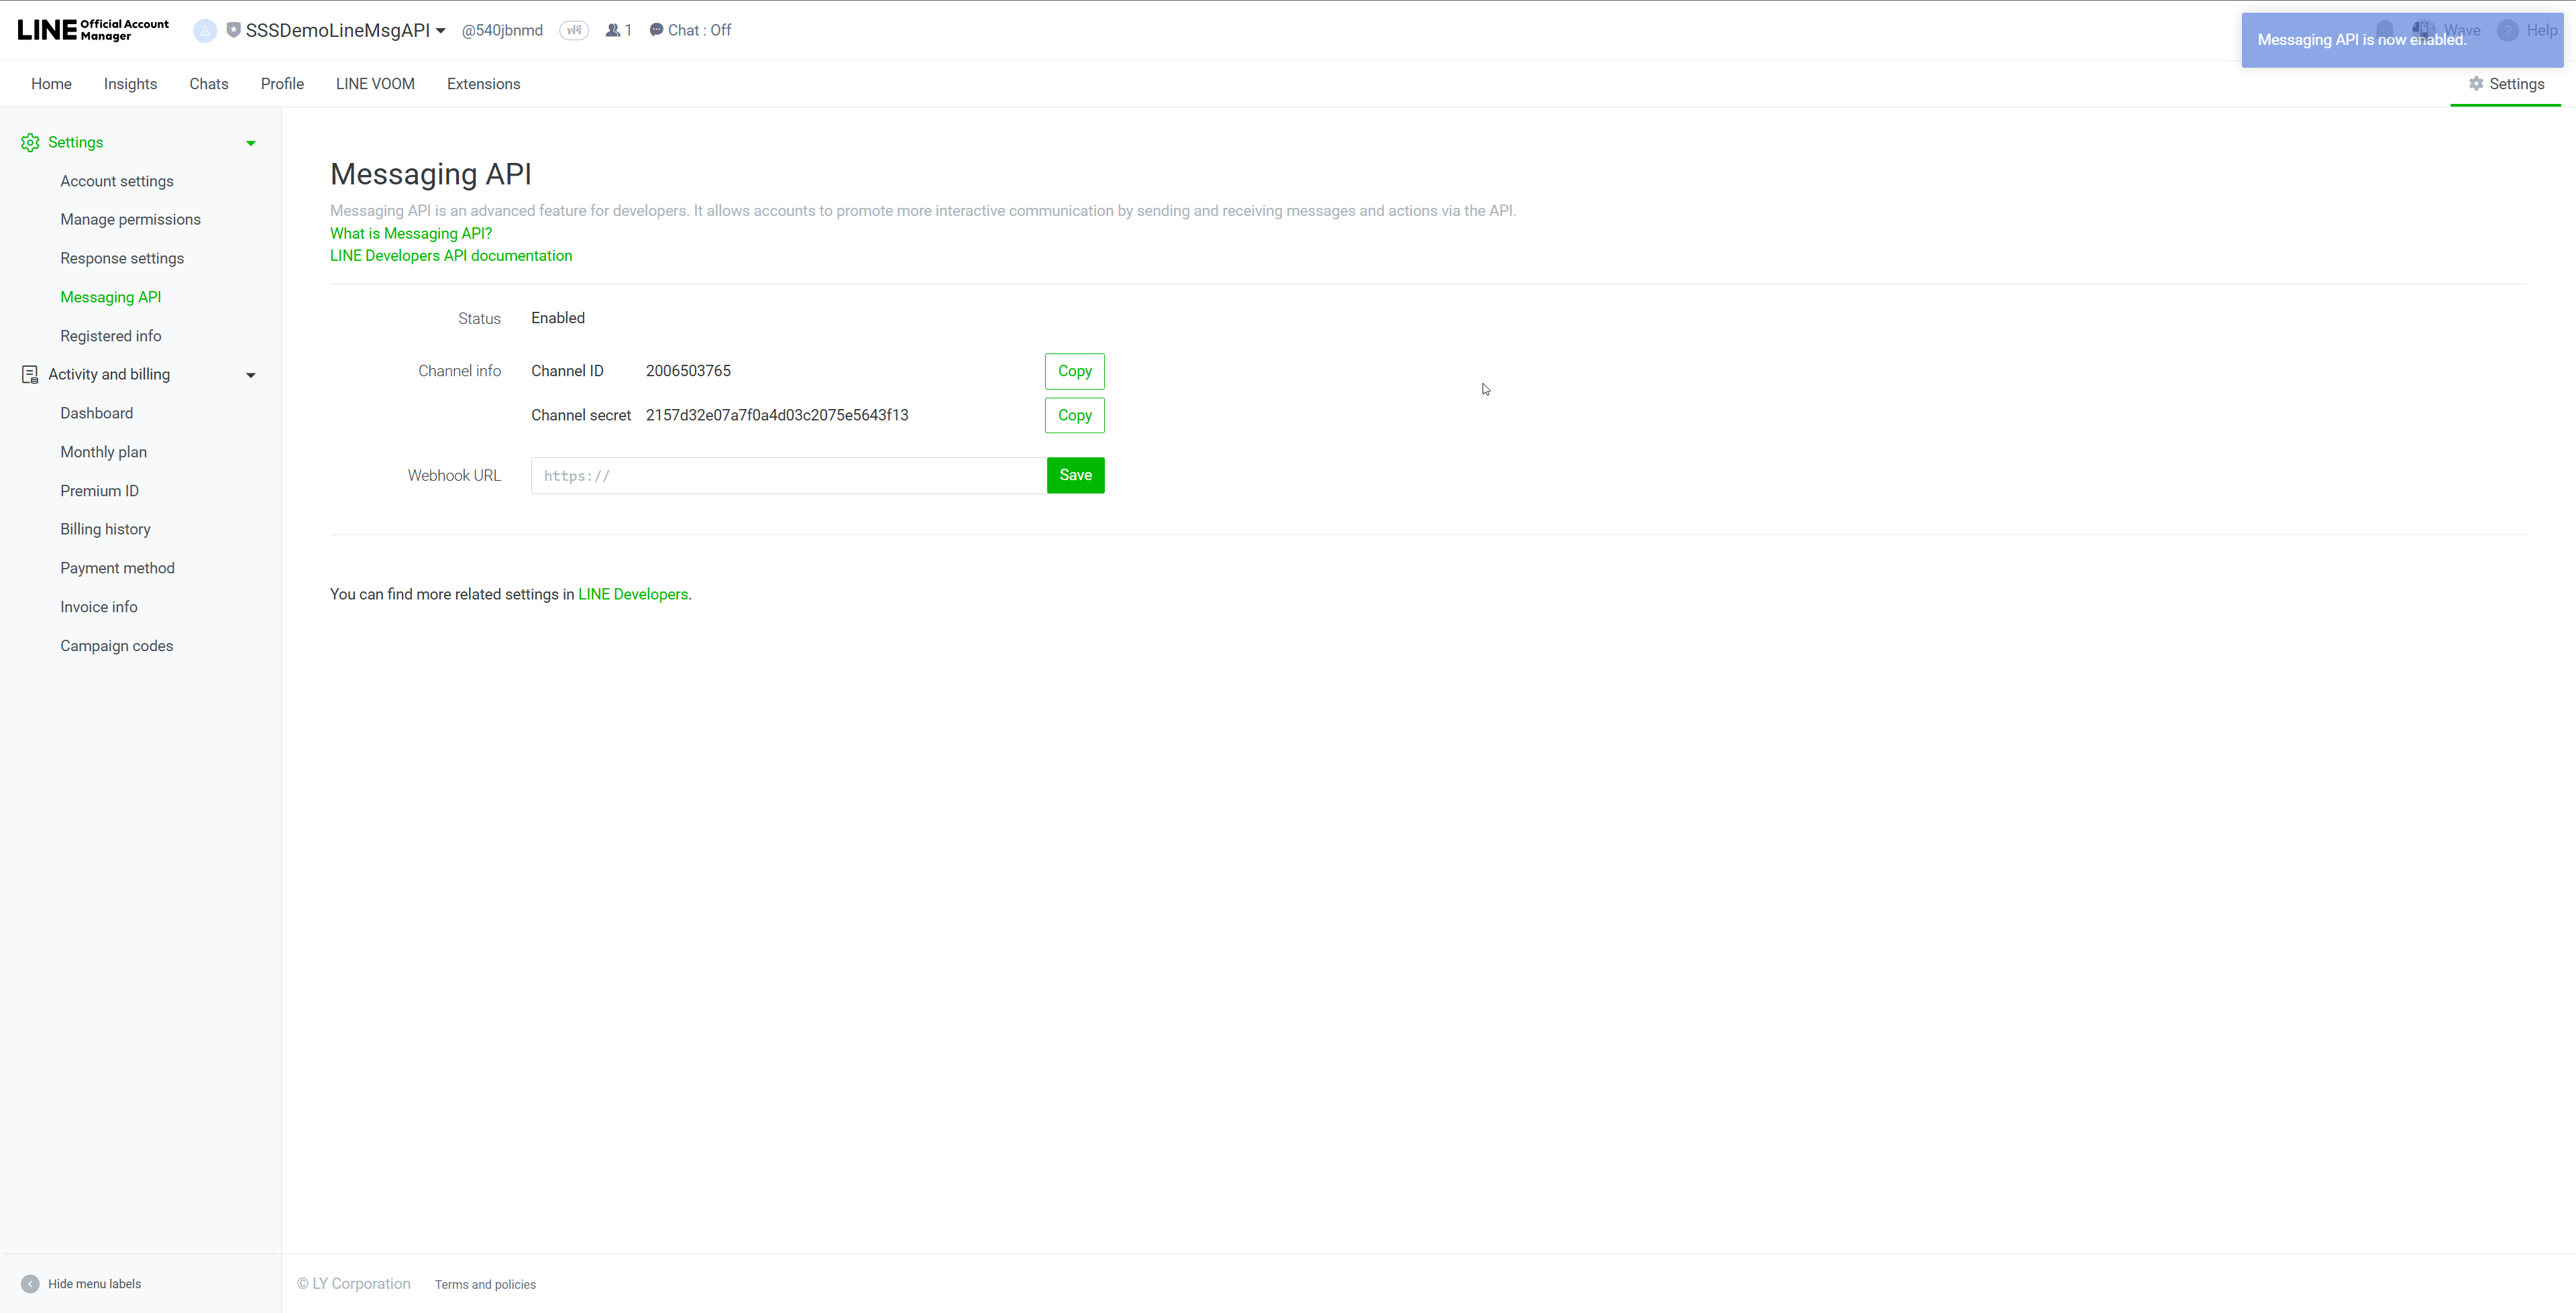 LINE Official Account Manager
SSSDemoLineMsgAPI
@540jbnmd
ฟรี
1
Chat : Off
Messaging API is now enabled.
Wave
? Help
Home
Insights
Chats
Profile
LINE VOOM
Extensions
Settings
Settings
Account settings
Manage permissions
Response settings
Messaging API
Registered info
Activity and billing
Dashboard
Monthly plan
Premium ID
Billing history
Payment method
Invoice info
Campaign codes
Hide menu labels
Messaging API
Messaging API is an advanced feature for developers. It allows accounts to promote more interactive communication by sending and receiving messages and actions via the API.
What is Messaging API?
LINE Developers API documentation
Status Enabled
Channel info Channel ID 2006503765 Copy
Channel secret 2157d32e07a7f0a4d03c2075e5643f13 Copy
Webhook URL https:// Save
You can find more related settings in LINE Developers.
© LY Corporation Terms and policies